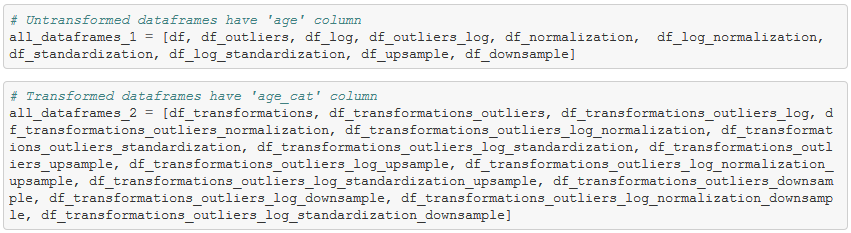 # Untransformed dataframes have 'age' column
all_dataframes_1 = [df, df_outliers, df_log, df_outliers_log, df_normalization,  df_log_normalization,
df_standardization, df_log_standardization, df_upsample, df_downsample]
# Transformed dataframes have 'age_cat' column
all_dataframes_2 = [df_transformations, df_transformations_outliers, df_transformations_outliers_log, d
f_transformations_outliers_normalization, df_transformations_outliers_log_normalization, df_transformat
ions_outliers_standardization, df_transformations_outliers_log_standardization, df_transformations_outl
iers_upsample, df_transformations_outliers_log_upsample, df_transformations_outliers_log_normalization_
upsample, df_transformations_outliers_log_standardization_upsample, df_transformations_outliers_downsam
ple, df_transformations_outliers_log_downsample, df_transformations_outliers_log_normalization_downsamp
le, df_transformations_outliers_log_standardization_downsample]